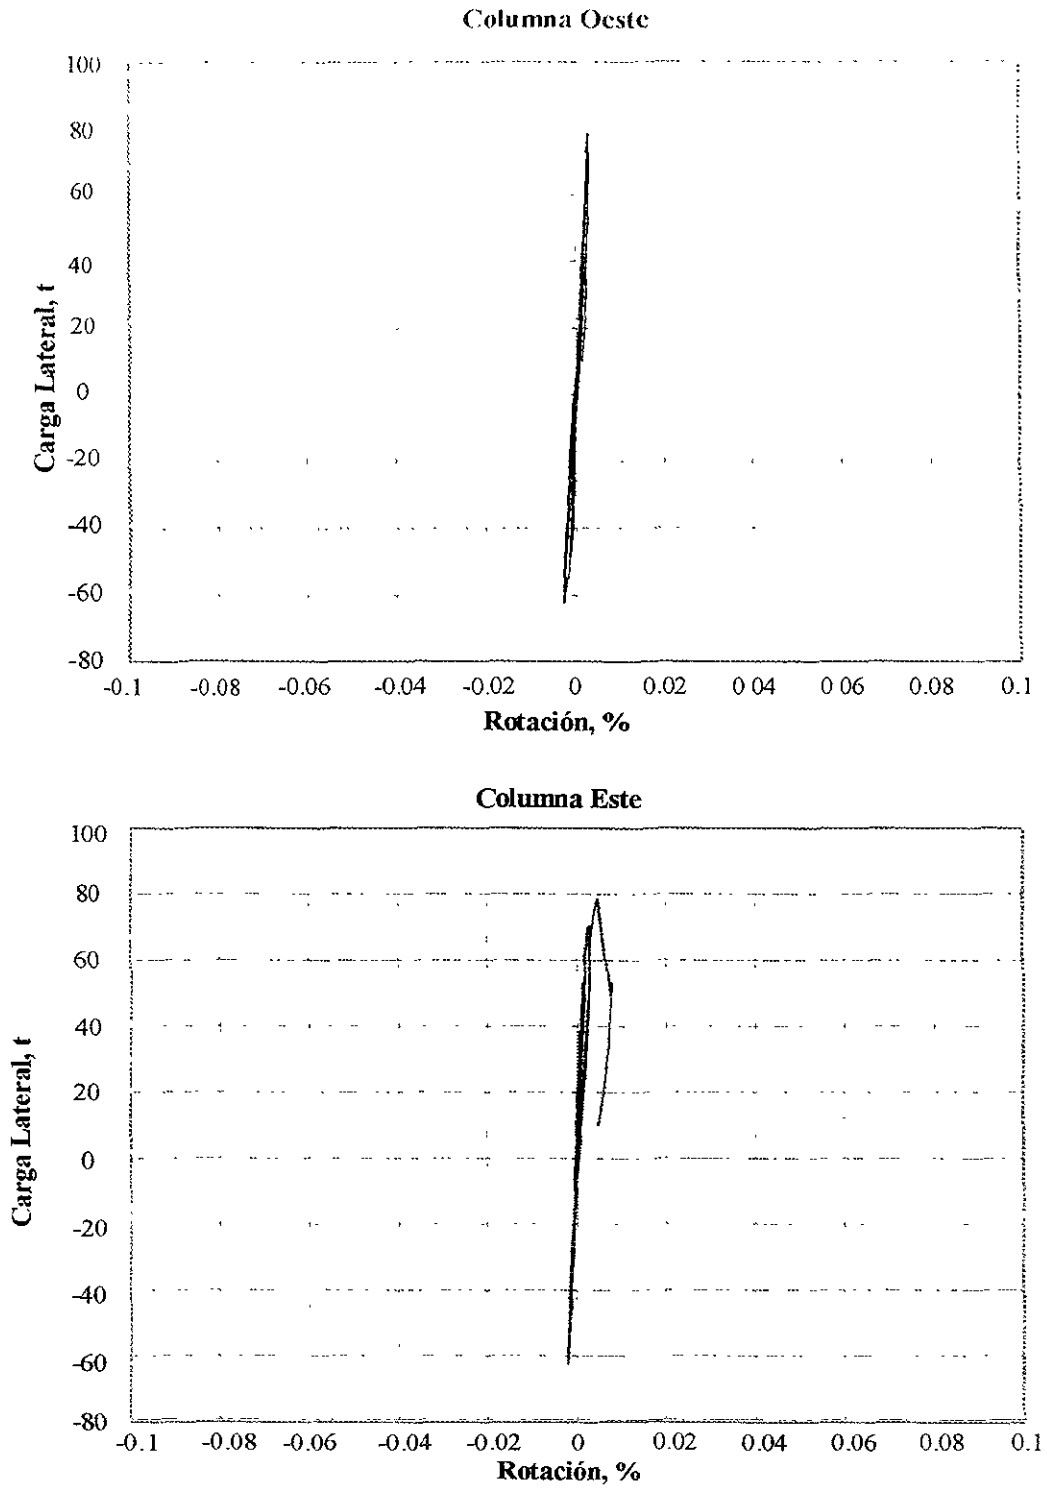 Columna Oeste
100
80
60
40
20
0
-20
-40
-60
-80
Carga Lateral, t
-0.1 -0.08 -0.06 -0.04 -0.02 0 0.02 0 04 0 06 0.08 0.1
Rotación, %
Columna Este
100
80
60
40
20
0
-20
-40
-60
-80
Carga Lateral, t
-0.1 -0.08 -0.06 -0.04 -0.02 0 0.02 0.04 0.06 0.08 0.1
Rotación, %